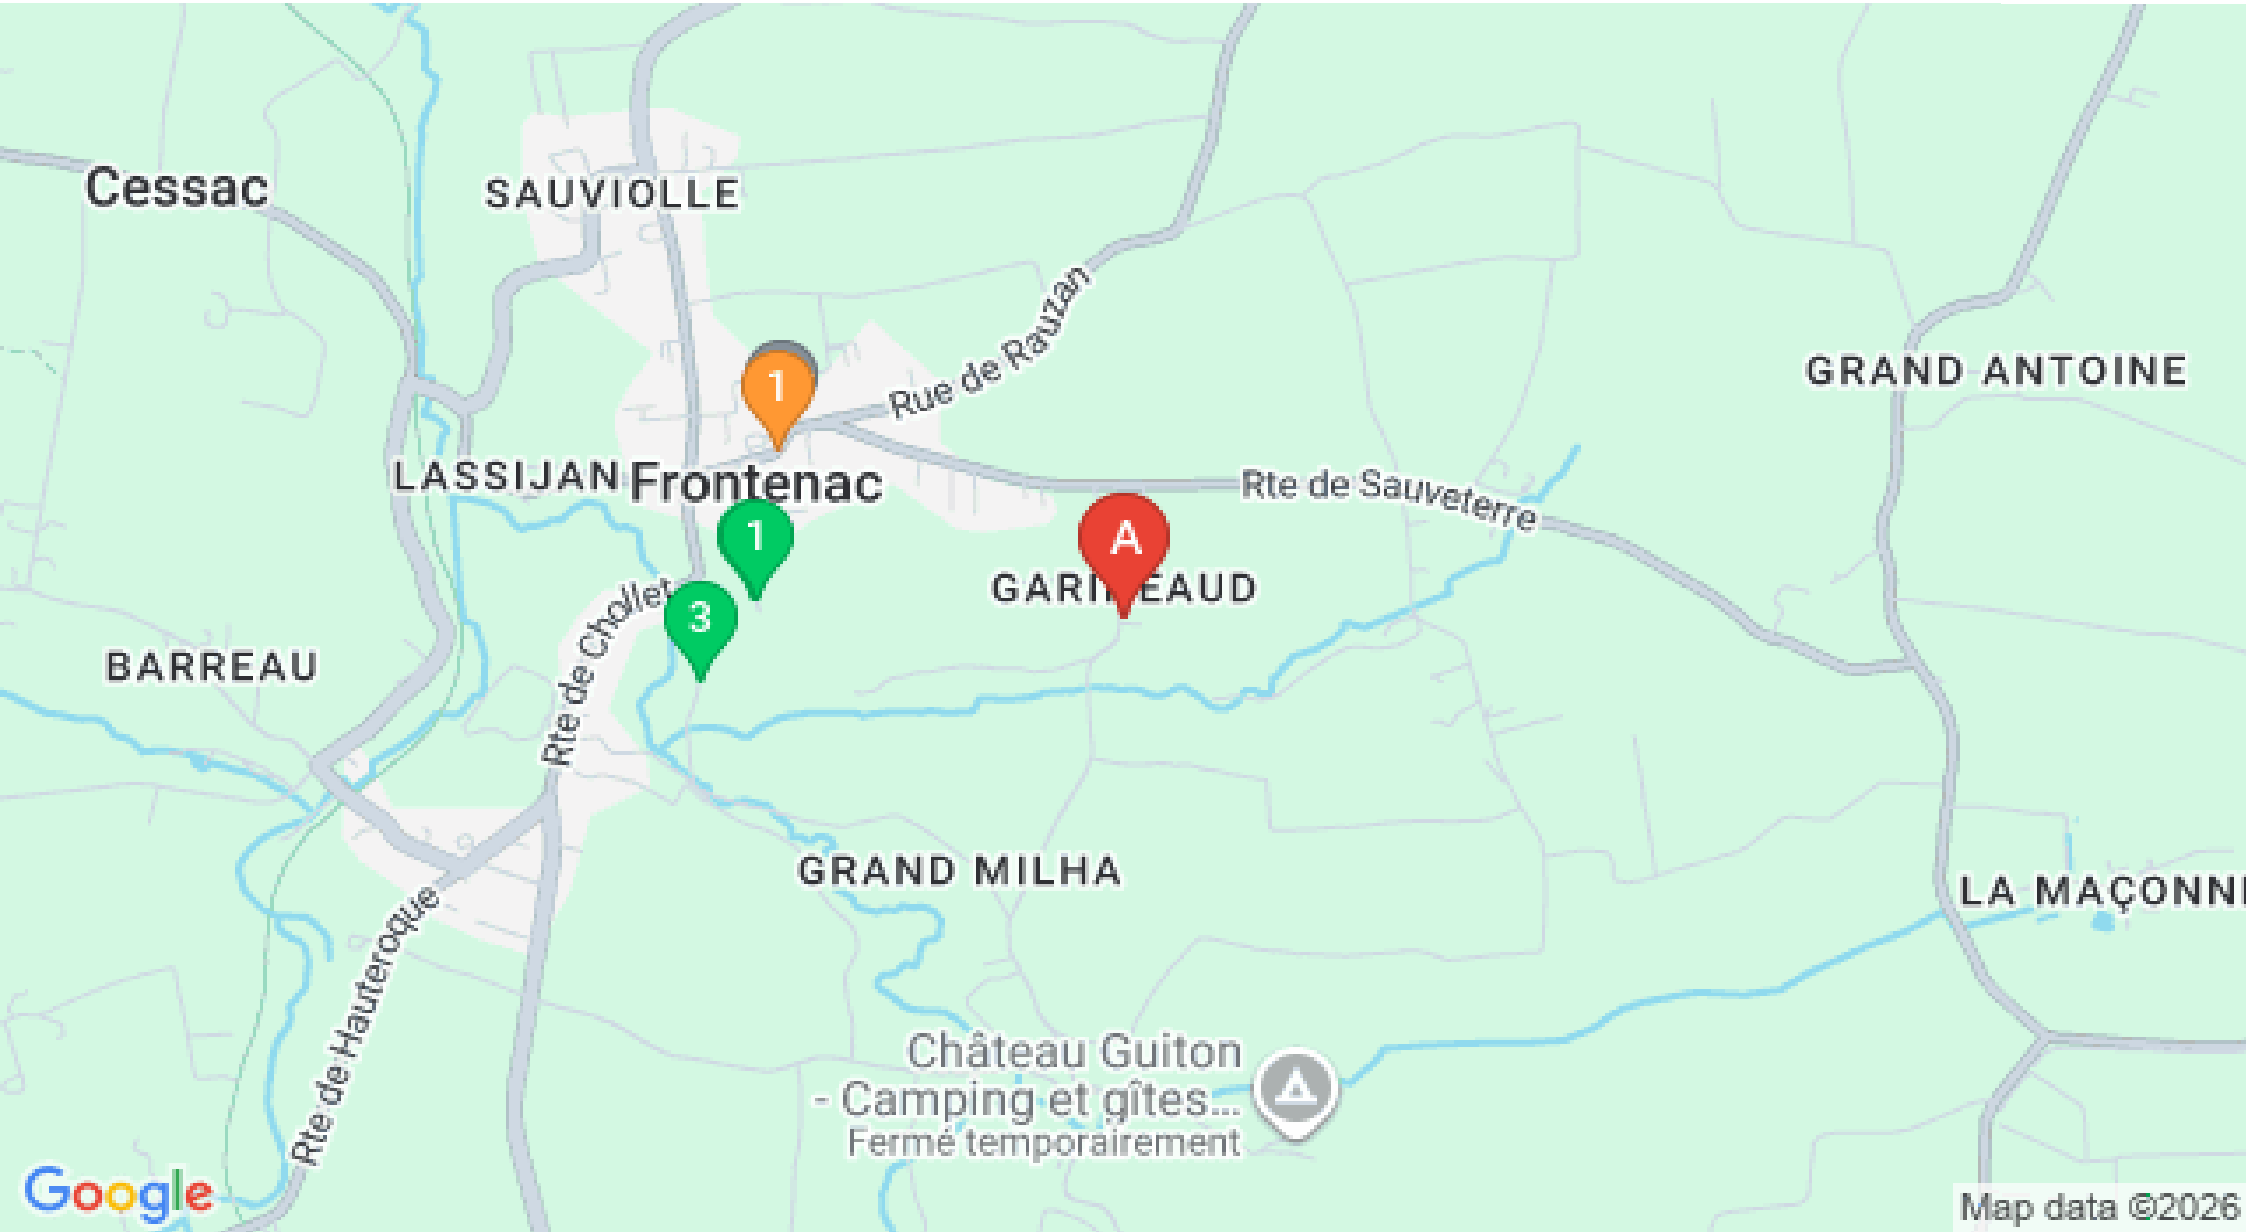 Cessac
SAUVIOLLE
Rue de Rauzan
GRAND ANTOINE
1
LASSIJAN
Frontenac
Rte de Sauveterre
1
A
3
Rte de Chollet
BARREAU
GRAND MILHA
LA MAÇONN
Rte de Hauteroque
Château Guiton
- Camping et gîtes...
Fermé temporairement
Google
Map data ©2026